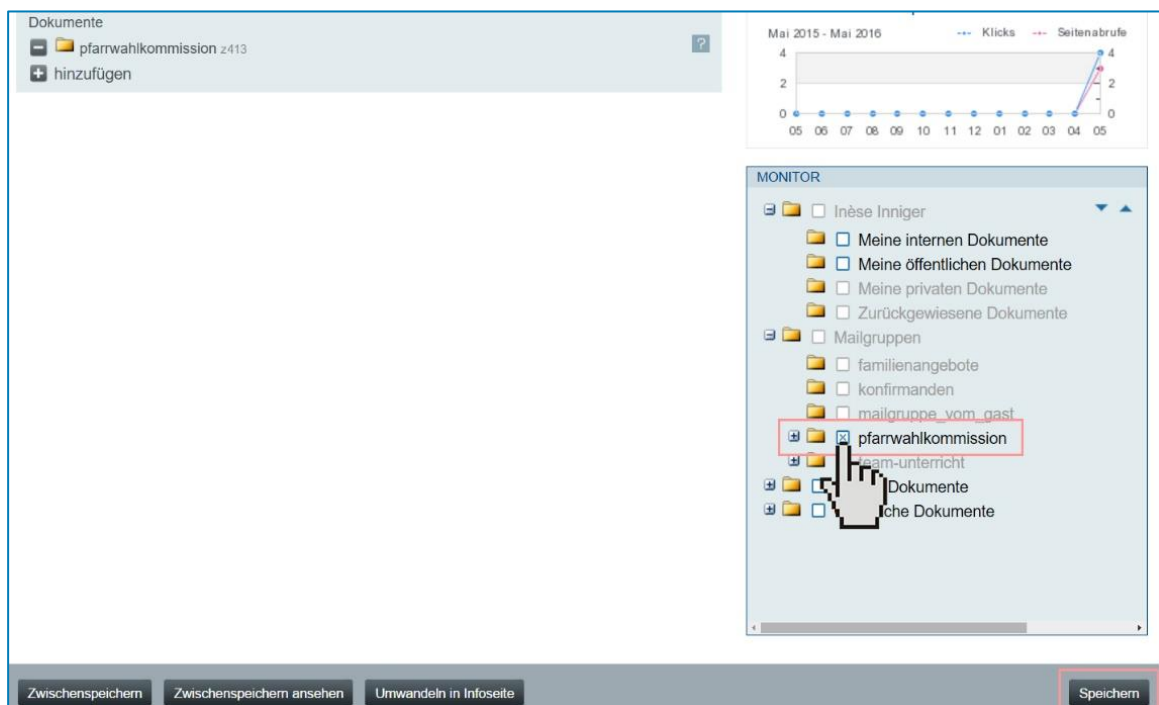 Dokumente
pfarrwahlkommission z413
?
hinzufügen
Mai 2015 - Mai 2016 Klicks Seitenabrufe
4 4
2 2
0 0
05 06 07 08 09 10 11 12 01 02 03 04 05
MONITOR
Inèse Inniger
Meine internen Dokumente
Meine öffentlichen Dokumente
Meine privaten Dokumente
Zurückgewiesene Dokumente
Mailgruppen
familienangebote
konfirmanden
mailgruppe_vom_gast
pfarrwahlkommission
team-unterricht
Dokumente
che Dokumente
Zwischenspeichern Zwischenspeichern ansehen Umwandeln in Infoseite Speichern